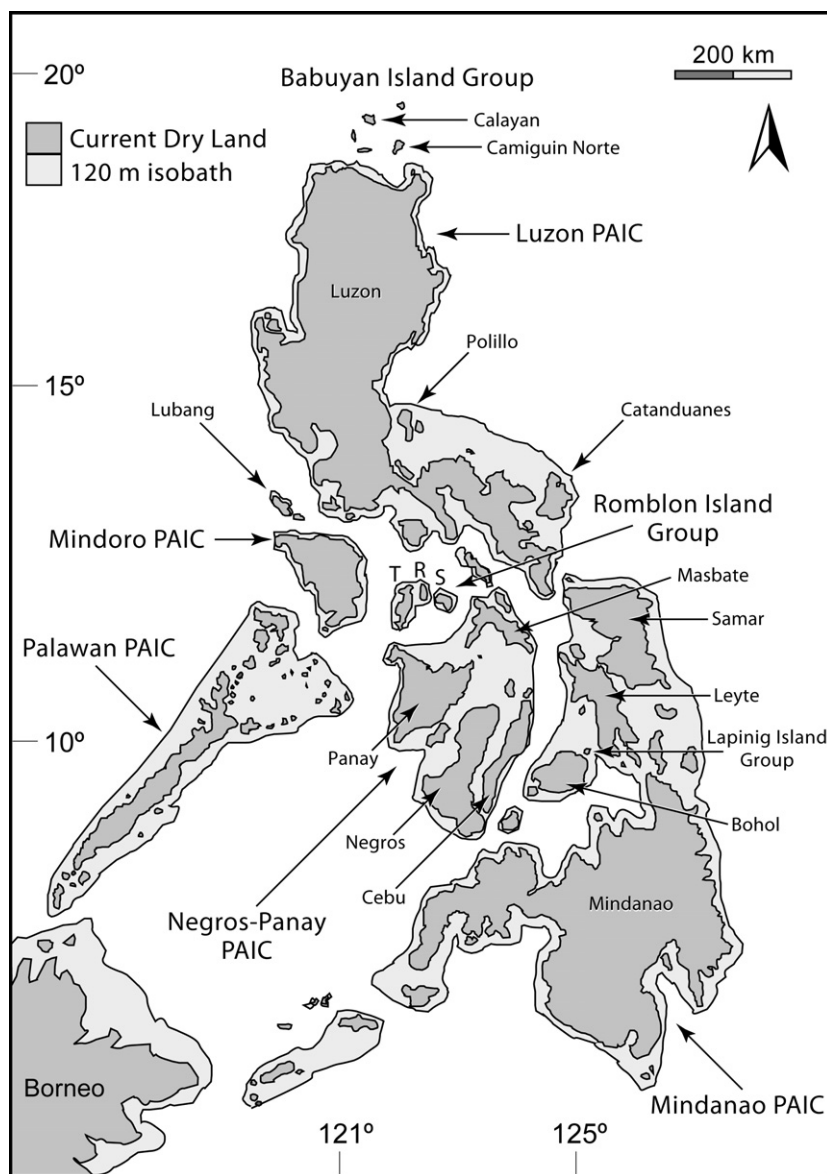 200 km
20º
Babuyan Island Group
Calayan
Camiguin Norte
Current Dry Land
120 m isobath
Luzon PAIC
Luzon
Polillo
15º
Lubang
Catanduanes
Romblon Island
Group
Mindoro PAIC
T R S
Masbate
Samar
Palawan PAIC
Leyte
Lapinig Island
Group
10º
Panay
Bohol
Negros
Cebu
Mindanao
Negros-Panay
PAIC
Borneo
Mindanao PAIC
121º
125º